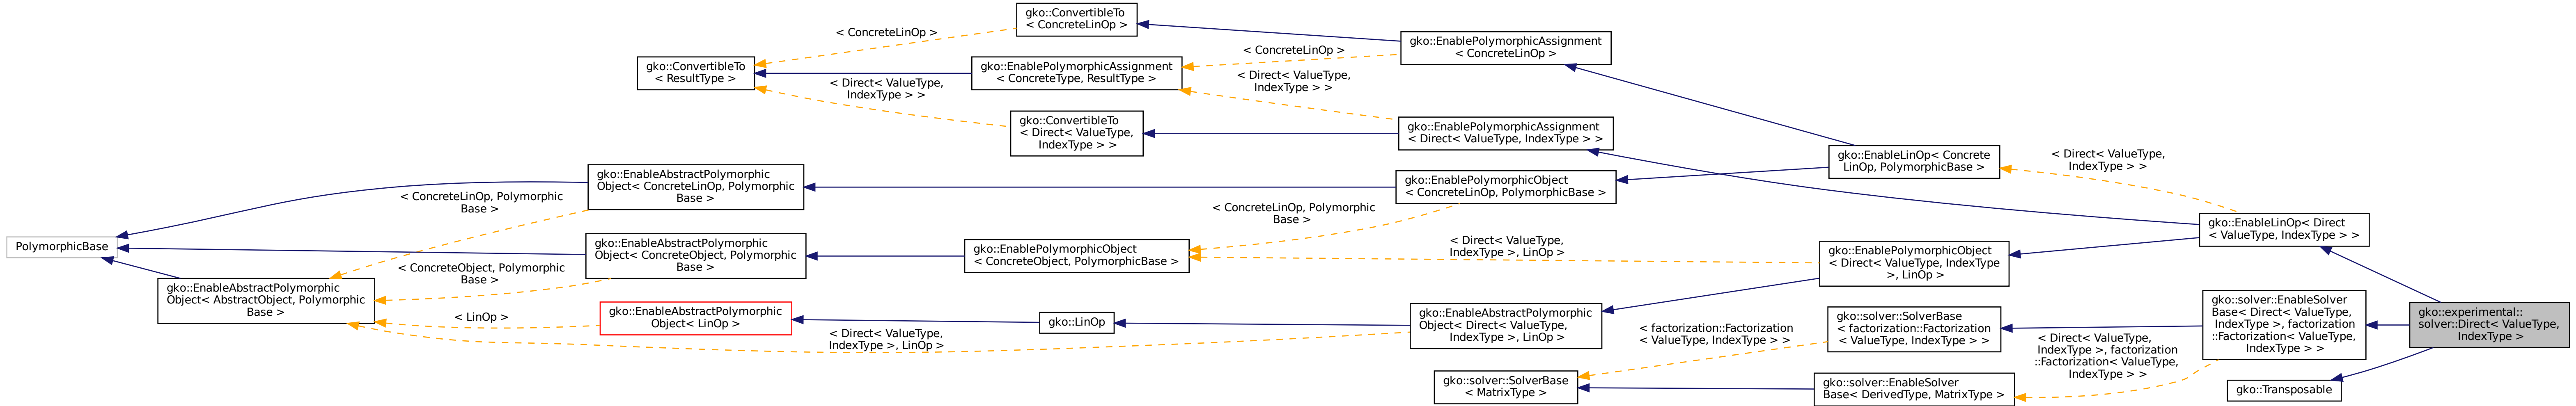 gko::ConvertibleTo
< ConcreteLinOp >
< ConcreteLinOp >
gko::EnablePolymorphicAssignment
< ConcreteLinOp >
< ConcreteLinOp >
gko::ConvertibleTo
< ResultType >
gko::EnablePolymorphicAssignment
< ConcreteType, ResultType >
< Direct< ValueType,
IndexType > >
< Direct< ValueType,
IndexType > >
gko::ConvertibleTo
< Direct< ValueType,
IndexType > >
gko::EnablePolymorphicAssignment
< Direct< ValueType, IndexType > >
gko::EnableLinOp< Concrete
LinOp, PolymorphicBase >
< Direct< ValueType,
IndexType > >
gko::EnableAbstractPolymorphic
Object< ConcreteLinOp, Polymorphic
Base >
gko::EnablePolymorphicObject
< ConcreteLinOp, PolymorphicBase >
< ConcreteLinOp, Polymorphic
Base >
< ConcreteLinOp, Polymorphic
Base >
gko::EnableLinOp< Direct
< ValueType, IndexType > >
PolymorphicBase
gko::EnableAbstractPolymorphic
Object< ConcreteObject, Polymorphic
Base >
gko::EnablePolymorphicObject
< ConcreteObject, PolymorphicBase >
< Direct< ValueType,
IndexType >, LinOp >
gko::EnablePolymorphicObject
< Direct< ValueType, IndexType
>, LinOp >
< ConcreteObject, Polymorphic
Base >
gko::EnableAbstractPolymorphic
Object< AbstractObject, Polymorphic
Base >
< LinOp >
gko::EnableAbstractPolymorphic
Object< LinOp >
gko::LinOp
gko::EnableAbstractPolymorphic
Object< Direct< ValueType,
IndexType >, LinOp >
< Direct< ValueType,
IndexType >, LinOp >
< factorization::Factorization
< ValueType, IndexType > >
gko::solver::SolverBase
< factorization::Factorization
< ValueType, IndexType > >
gko::solver::EnableSolver
Base< Direct< ValueType,
IndexType >, factorization
::Factorization< ValueType,
IndexType > >
gko::experimental::
solver::Direct< ValueType,
IndexType >
< Direct< ValueType,
IndexType >, factorization
::Factorization< ValueType,
IndexType > >
gko::solver::SolverBase
< MatrixType >
gko::solver::EnableSolver
Base< DerivedType, MatrixType >
gko::Transposable